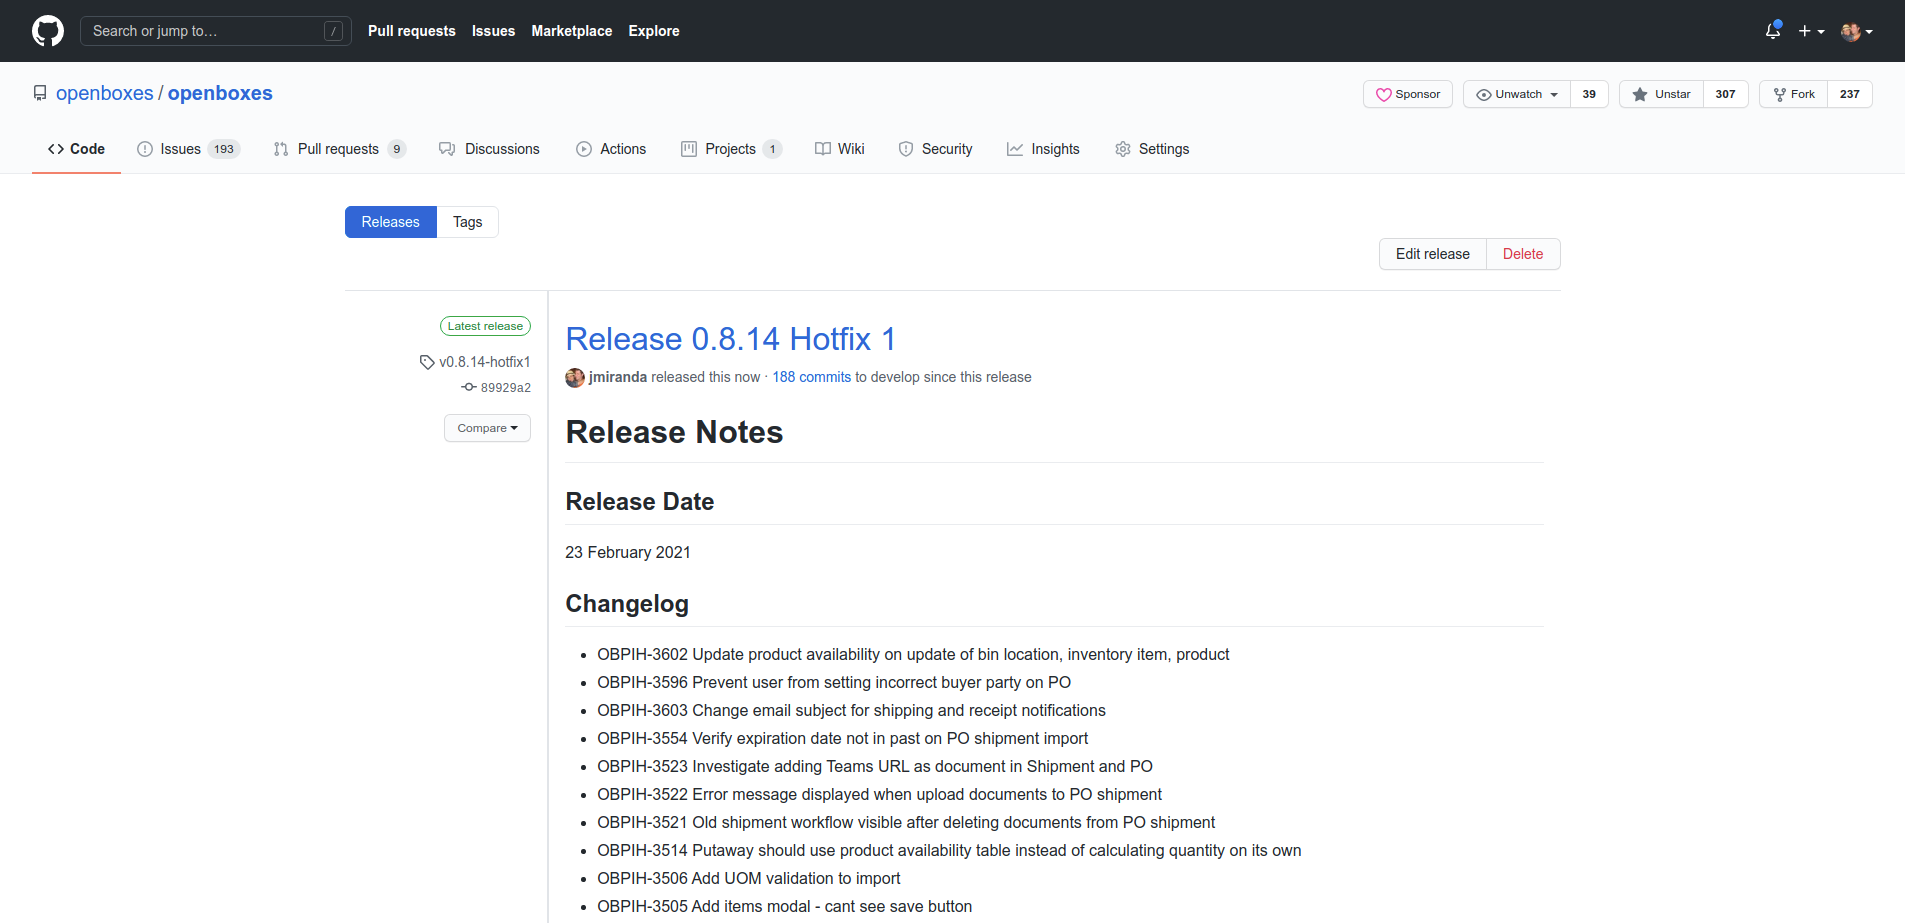 Search or jump to… /
Pull requests Issues Marketplace Explore
openboxes / openboxes
Sponsor Unwatch 39 Unstar 307 Fork 237
Code Issues 193 Pull requests 9 Discussions Actions Projects 1 Wiki Security Insights Settings
Releases Tags
Edit release Delete
Latest release
v0.8.14-hotfix1
89929a2
Compare
Release 0.8.14 Hotfix 1
jmiranda released this now · 188 commits to develop since this release
Release Notes
Release Date
23 February 2021
Changelog
• OBPIH-3602 Update product availability on update of bin location, inventory item, product
• OBPIH-3596 Prevent user from setting incorrect buyer party on PO
• OBPIH-3603 Change email subject for shipping and receipt notifications
• OBPIH-3554 Verify expiration date not in past on PO shipment import
• OBPIH-3523 Investigate adding Teams URL as document in Shipment and PO
• OBPIH-3522 Error message displayed when upload documents to PO shipment
• OBPIH-3521 Old shipment workflow visible after deleting documents from PO shipment
• OBPIH-3514 Putaway should use product availability table instead of calculating quantity on its own
• OBPIH-3506 Add UOM validation to import
• OBPIH-3505 Add items modal - cant see save button